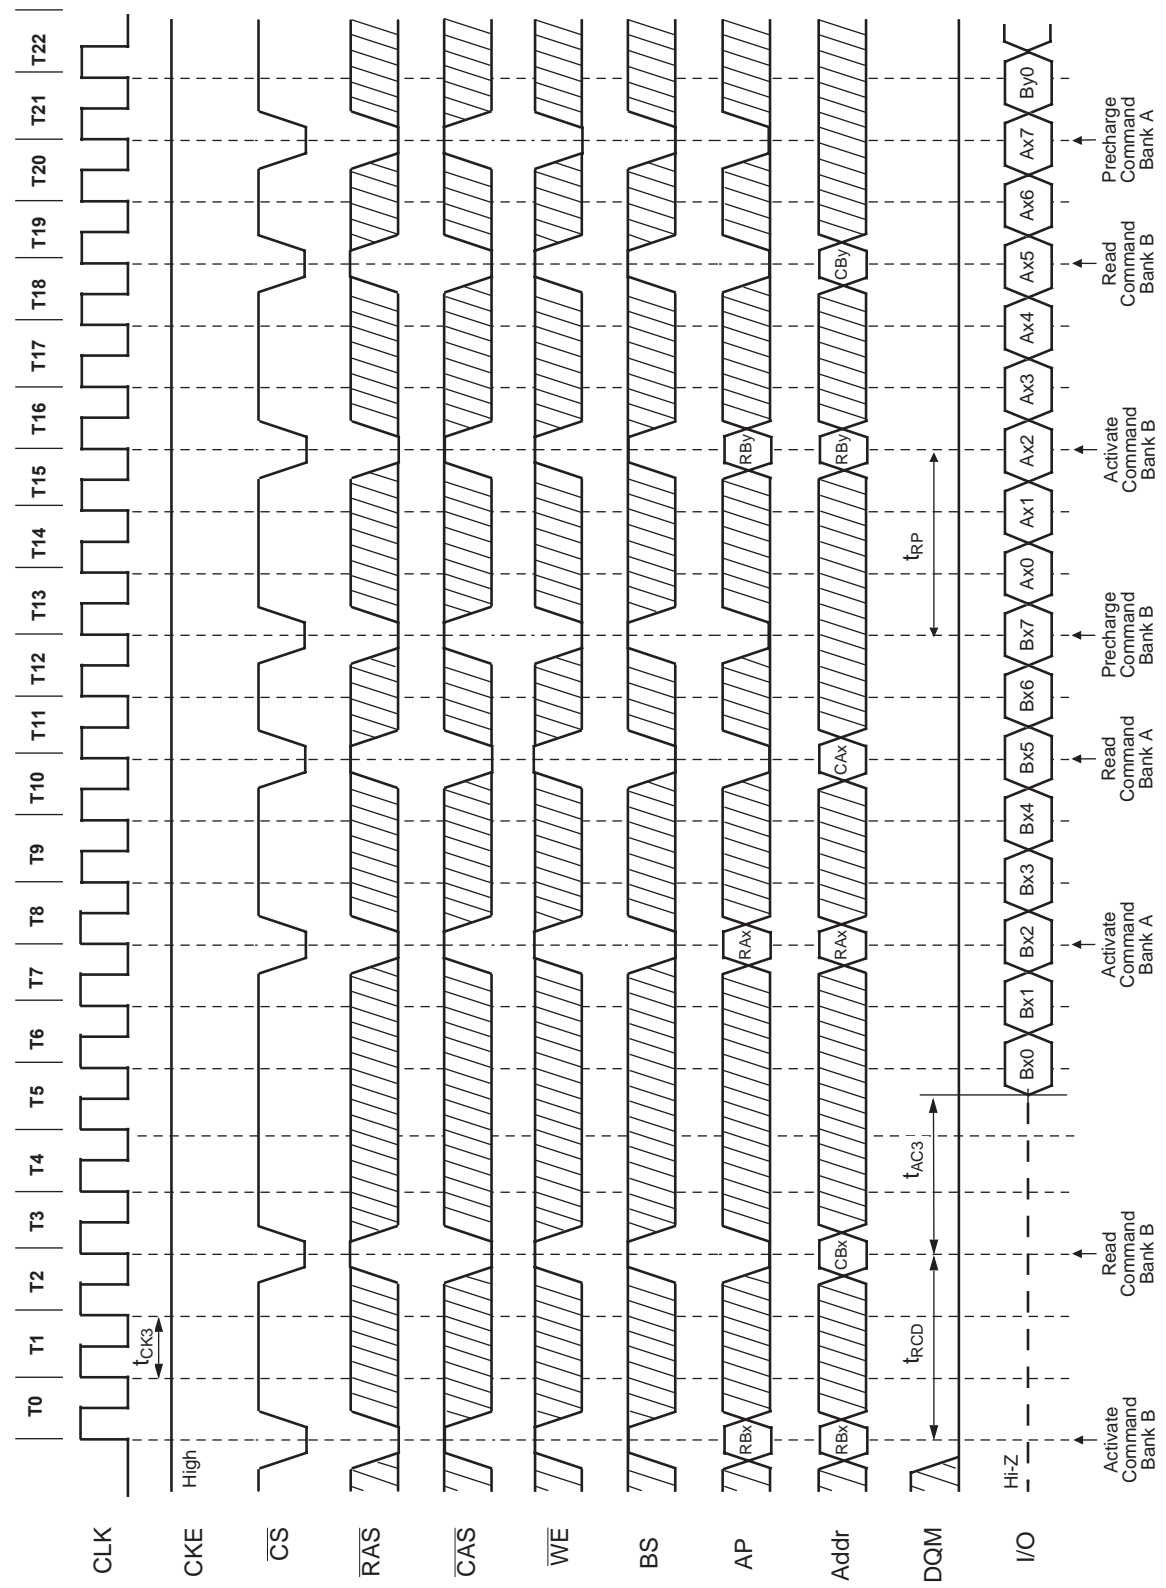 T0 T1 T2 T3 T4 T5 T6 T7 T8 T9 T10 T11 T12 T13 T14 T15 T16 T17 T18 T19 T20 T21 T22
CLK
tCK3
CKE
High
CS
RAS
CAS
WE
BS
AP
RBx RAx RBy
Addr
RBx CBx RAx CAx RBy CBy
DQM
tRCD tAC3 tRP
I/O
Hi-Z
Bx0 Bx1 Bx2 Bx3 Bx4 Bx5 Bx6 Bx7 Ax0 Ax1 Ax2 Ax3 Ax4 Ax5 Ax6 Ax7 By0
Activate
Command
Bank B
Read
Command
Bank B
Activate
Command
Bank A
Read
Command
Bank A
Precharge
Command
Bank B
Activate
Command
Bank B
Read
Command
Bank B
Precharge
Command
Bank A